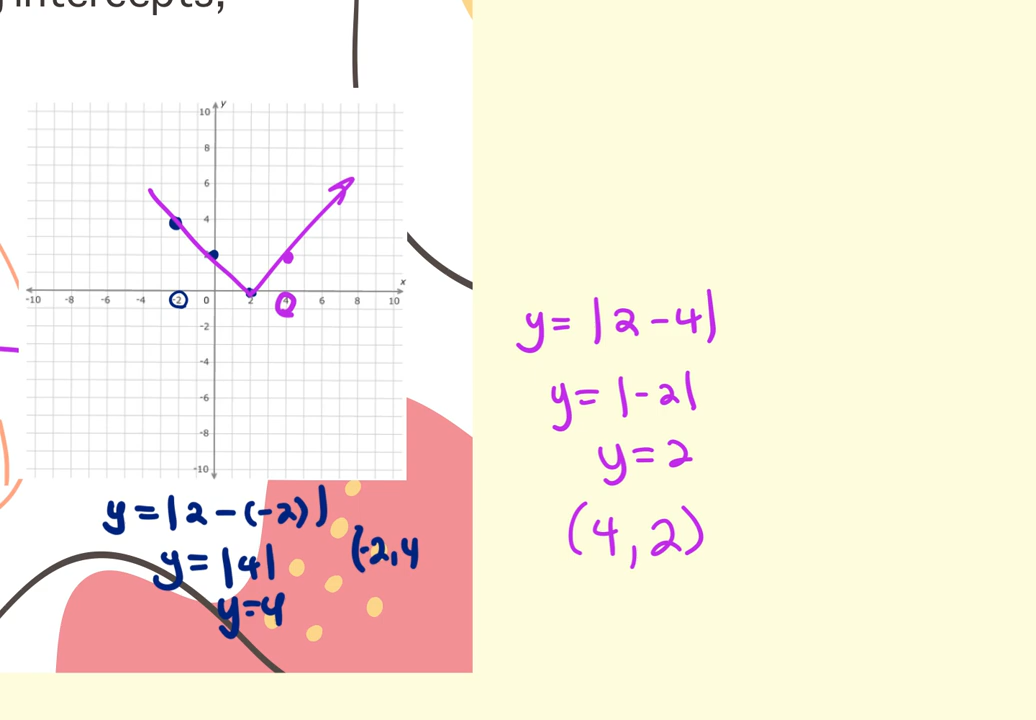 intercepts,
y
10
8
6
4
x
-10 -8 -6 -4 -2 0 2 4 6 8 10
-2
-4
-6
-8
-10
y = |2 - 4|
y = |-2|
y = 2
(4, 2)
y = |2 - (-2)|
y = |4|
(-2, 4
y = 4